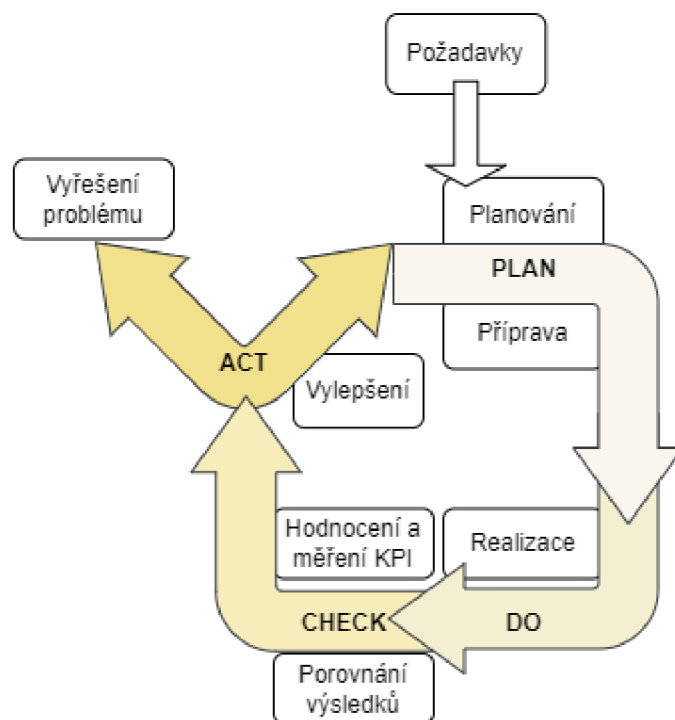 Požadavky
Vyřešení
problému
Planování
PLAN
Příprava
ACT
Vylepšení
Hodnocení a
měření KPI
Realizace
CHECK
DO
Porovnání
výsledků